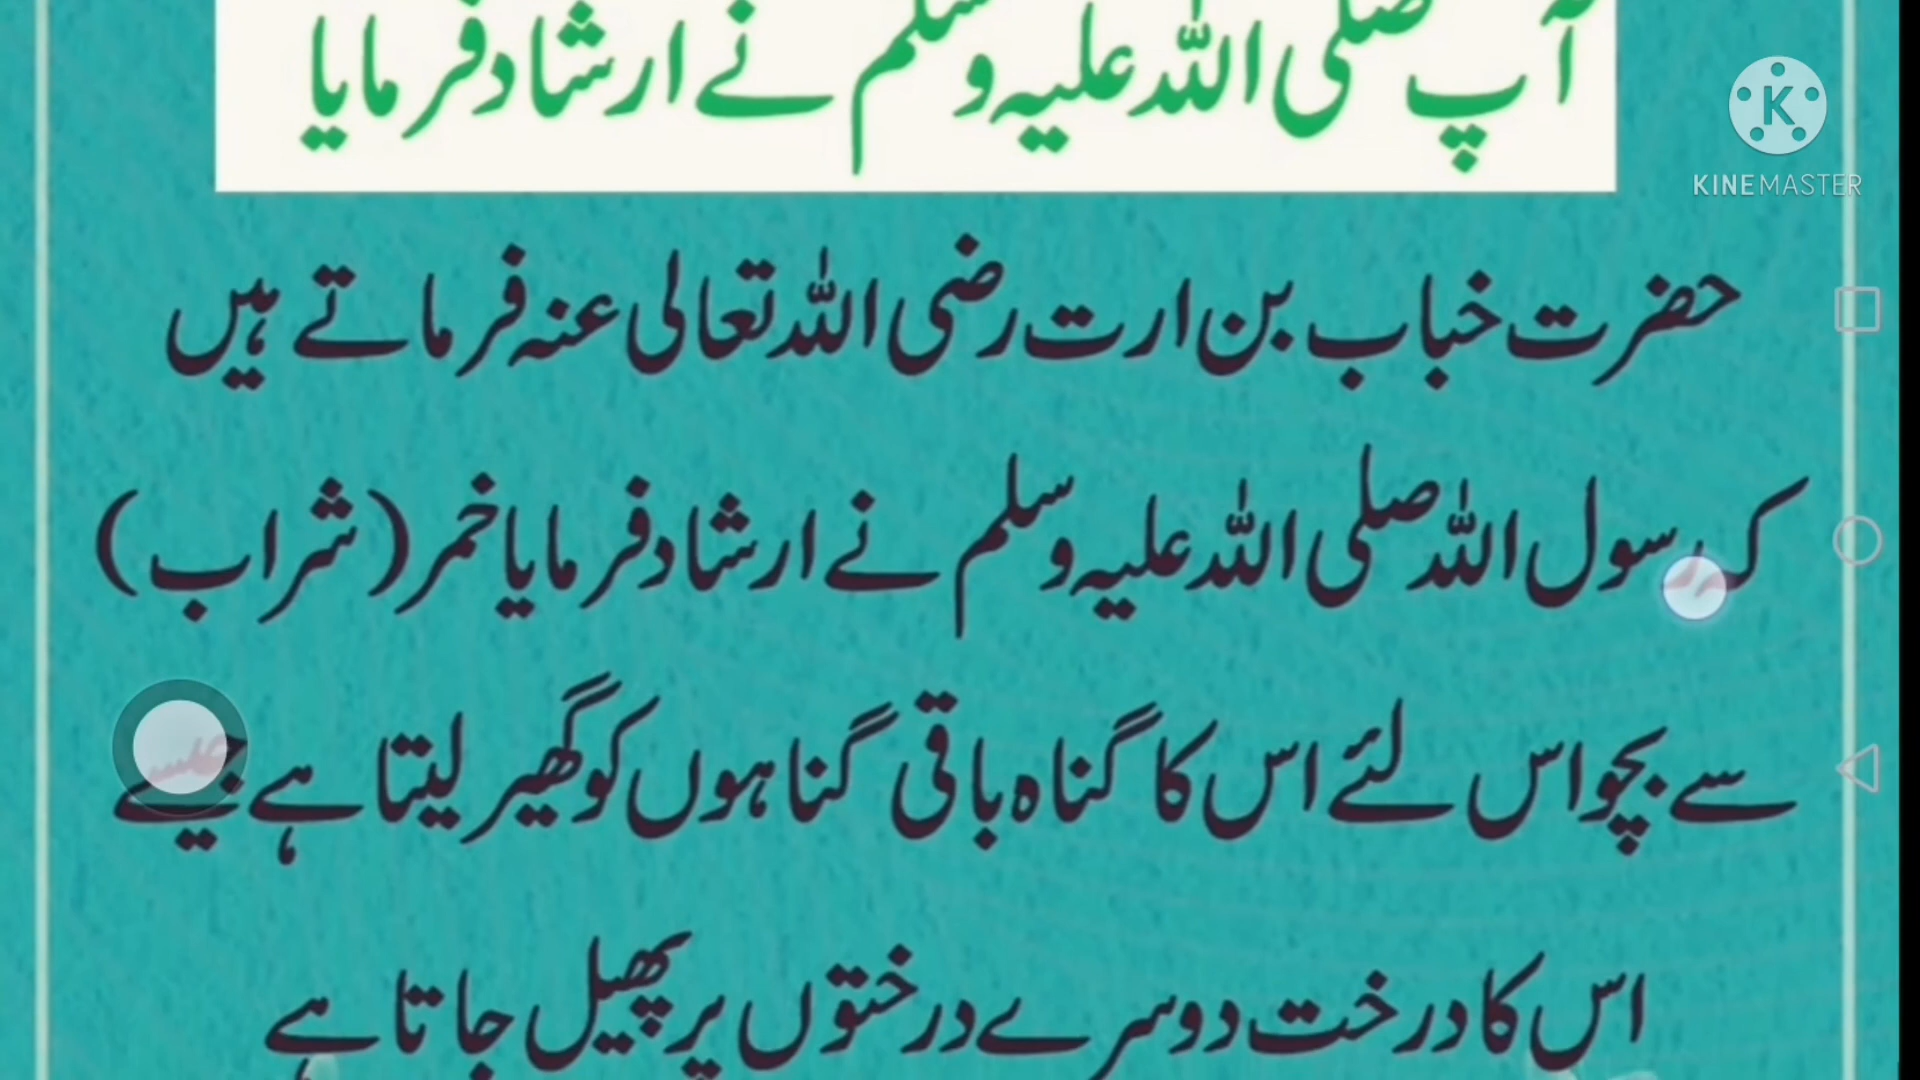 آپ صلی اللہ علیہ وسلم نے ارشاد فرمایا
KINEMASTER
حضرت خباب بن ارت رضی اللہ تعالی عنہ فرماتے ہیں
کہ رسول اللہ صلی اللہ علیہ وسلم نے ارشاد فرمایا خمر (شراب)
سے بچو اس لئے اس کا گناہ باقی گناہوں کو گھیر لیتا ہے جیسے
اس کا درخت دوسرے درختوں پر پھیل جاتا ہے